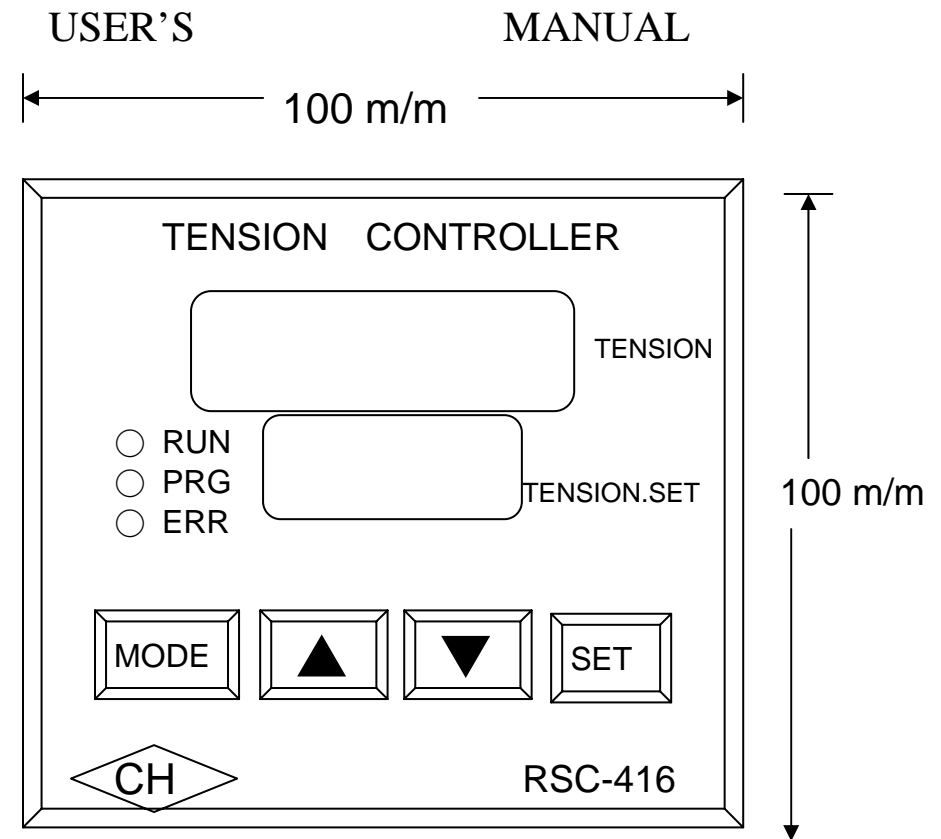 USER’S MANUAL
100 m/m
TENSION CONTROLLER
TENSION
RUN
PRG
TENSION.SET
100 m/m
ERR
MODE ▲ ▼ SET
CH RSC-416